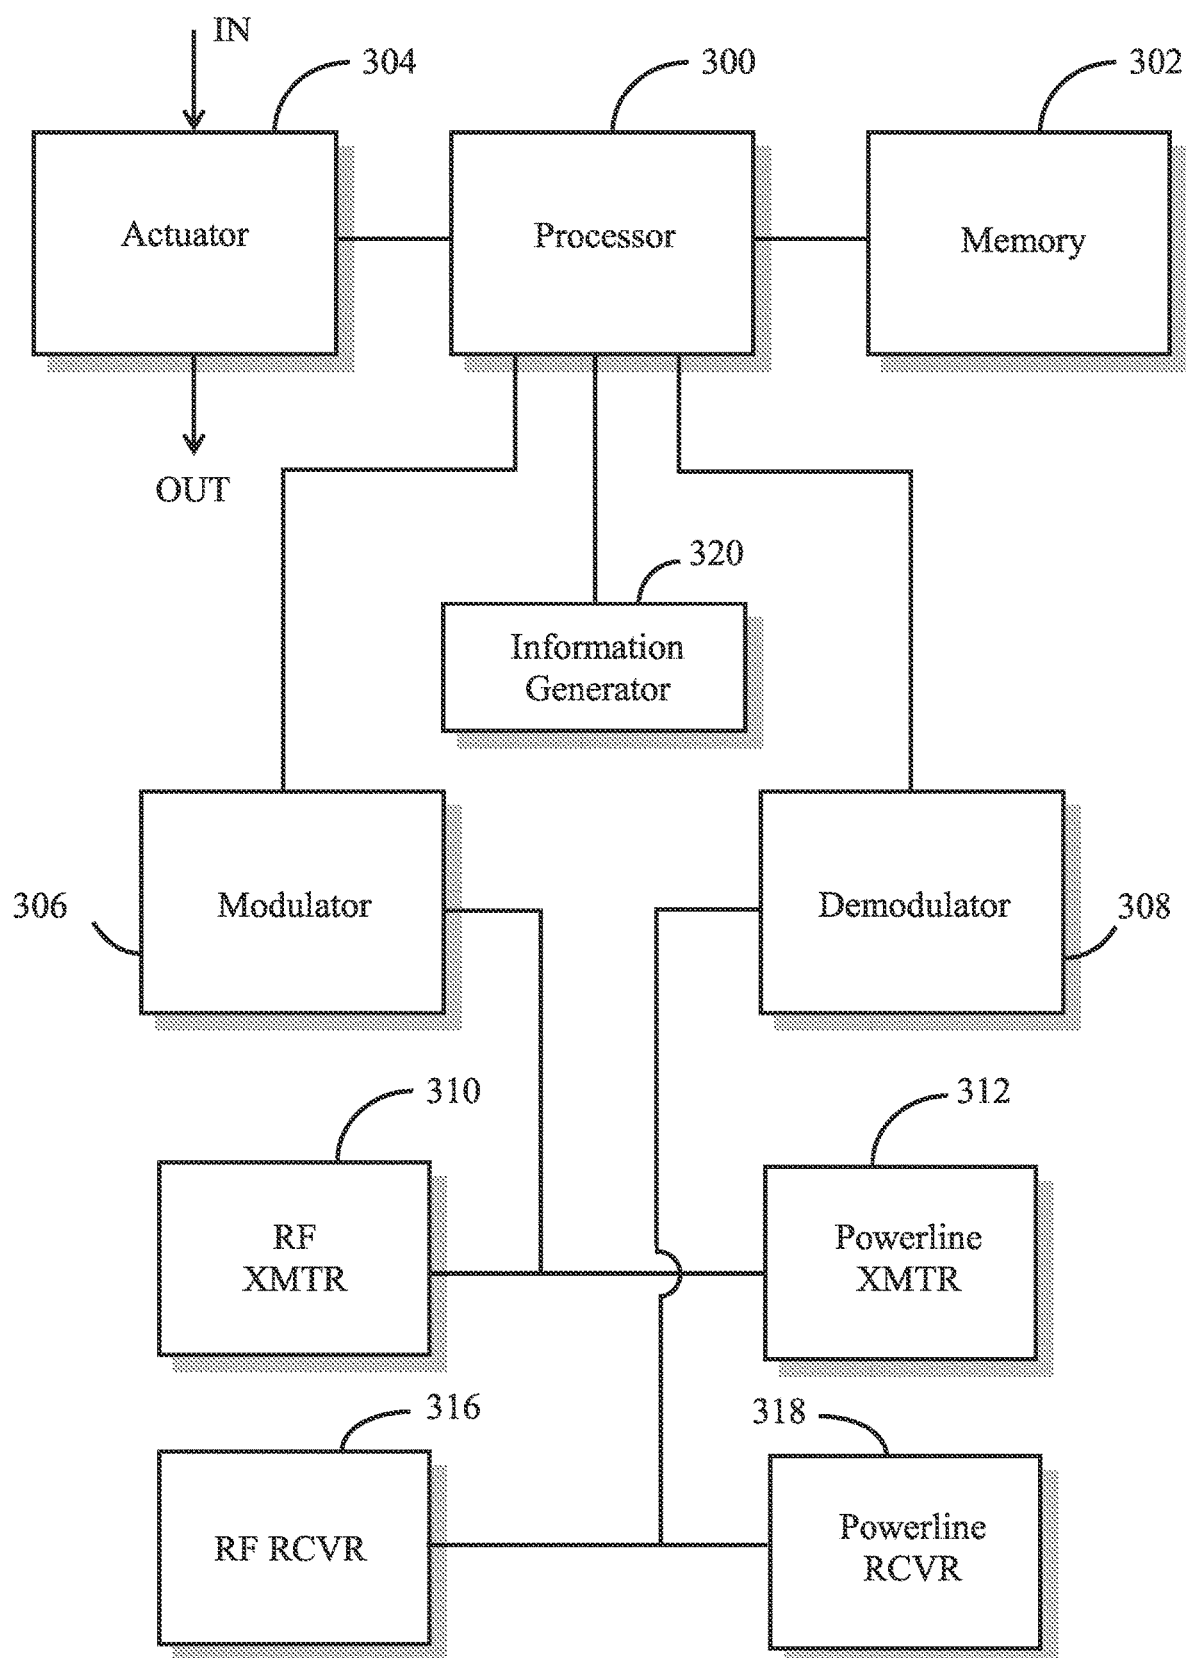 IN
304
300
302
Actuator
Processor
Memory
OUT
320
Information
Generator
306
Modulator
Demodulator
308
310
312
RF
XMTR
Powerline
XMTR
316
318
RF RCVR
Powerline
RCVR